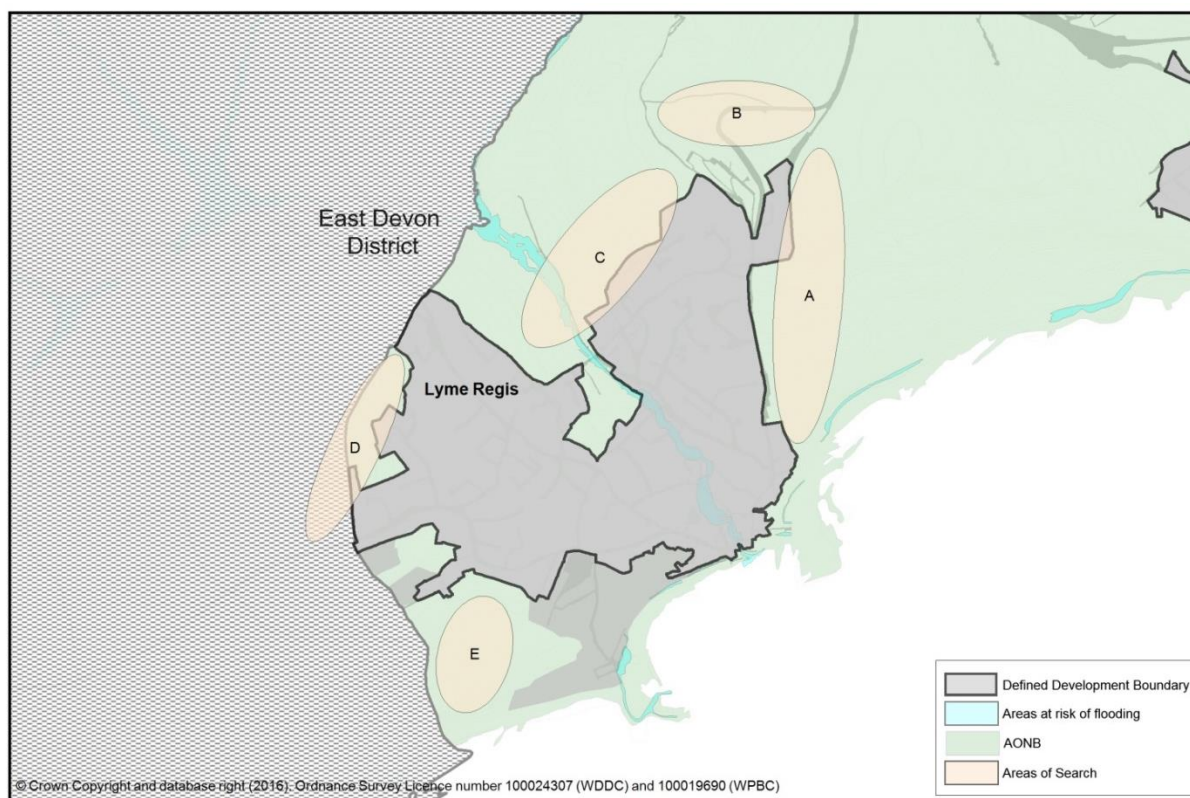 B
East Devon
District
C
A
Lyme Regis
D
E
Defined Development Boundary
Areas at risk of flooding
AONB
Areas of Search
© Crown Copyright and database right (2016). Ordnance Survey Licence number 100024307 (WDDC) and 100019690 (WPBC)